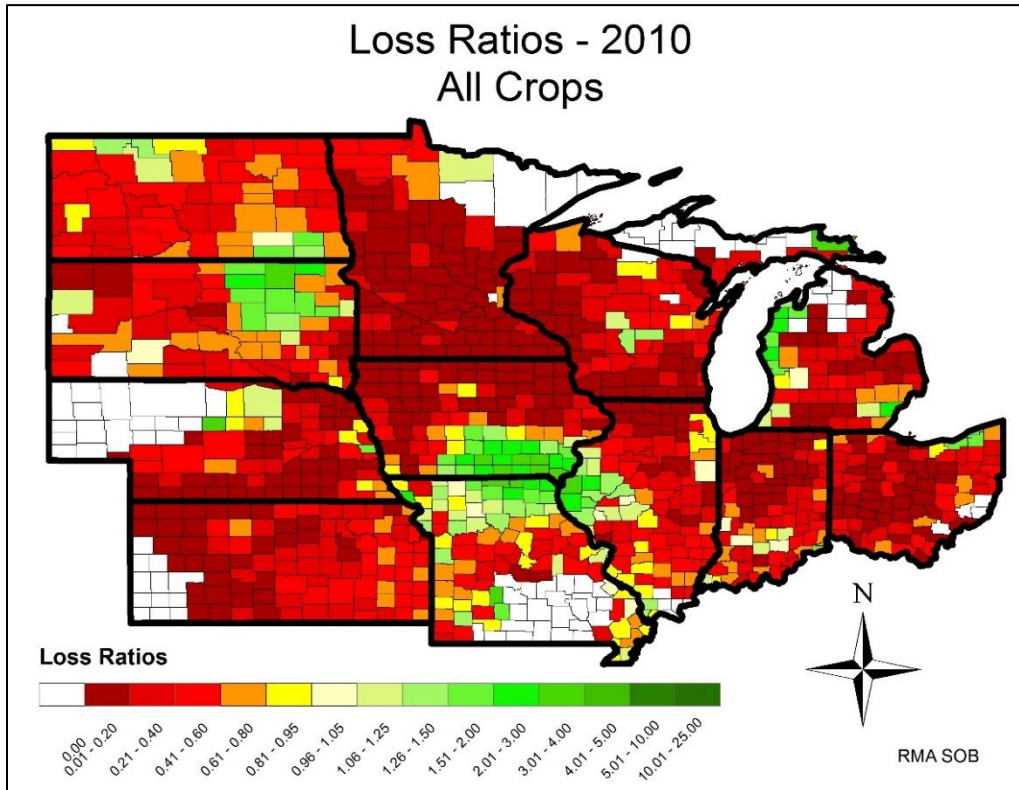 Loss Ratios - 2010
All Crops
N
Loss Ratios
0.00
0.01 - 0.20
0.21 - 0.40
0.41 - 0.60
0.61 - 0.80
0.81 - 0.95
0.96 - 1.05
1.06 - 1.25
1.26 - 1.50
1.51 - 2.00
2.01 - 3.00
3.01 - 4.00
4.01 - 5.00
5.01 - 10.00
10.01 - 25.00
RMA SOB